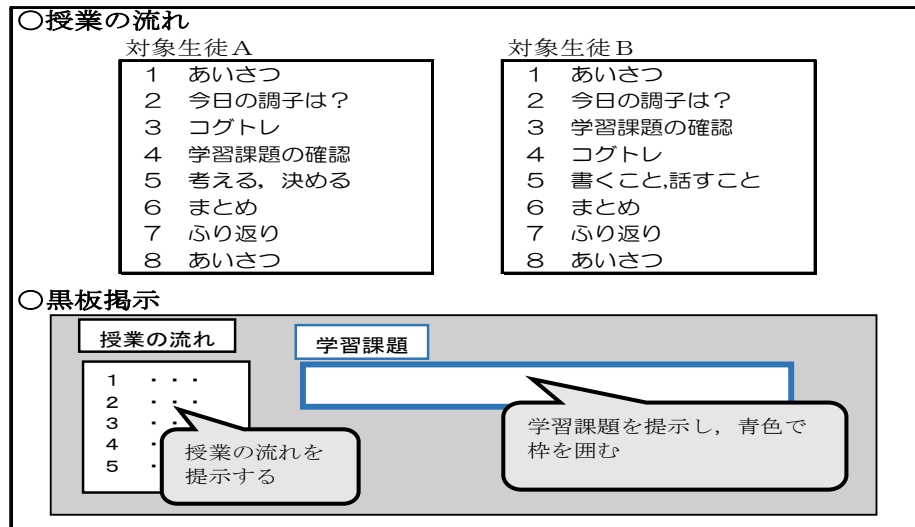 〇授業の流れ
対象生徒A
1 あいさつ
2 今日の調子は？
3 コグトレ
4 学習課題の確認
5 考える，決める
6 まとめ
7 ふり返り
8 あいさつ
対象生徒B
1 あいさつ
2 今日の調子は？
3 学習課題の確認
4 コグトレ
5 書くこと,話すこと
6 まとめ
7 ふり返り
8 あいさつ
〇黒板掲示
授業の流れ
1 ・・・
2 ・・・
3 ・・
4 ・
5 ・
授業の流れを
提示する
学習課題
学習課題を提示し，青色で
枠を囲む